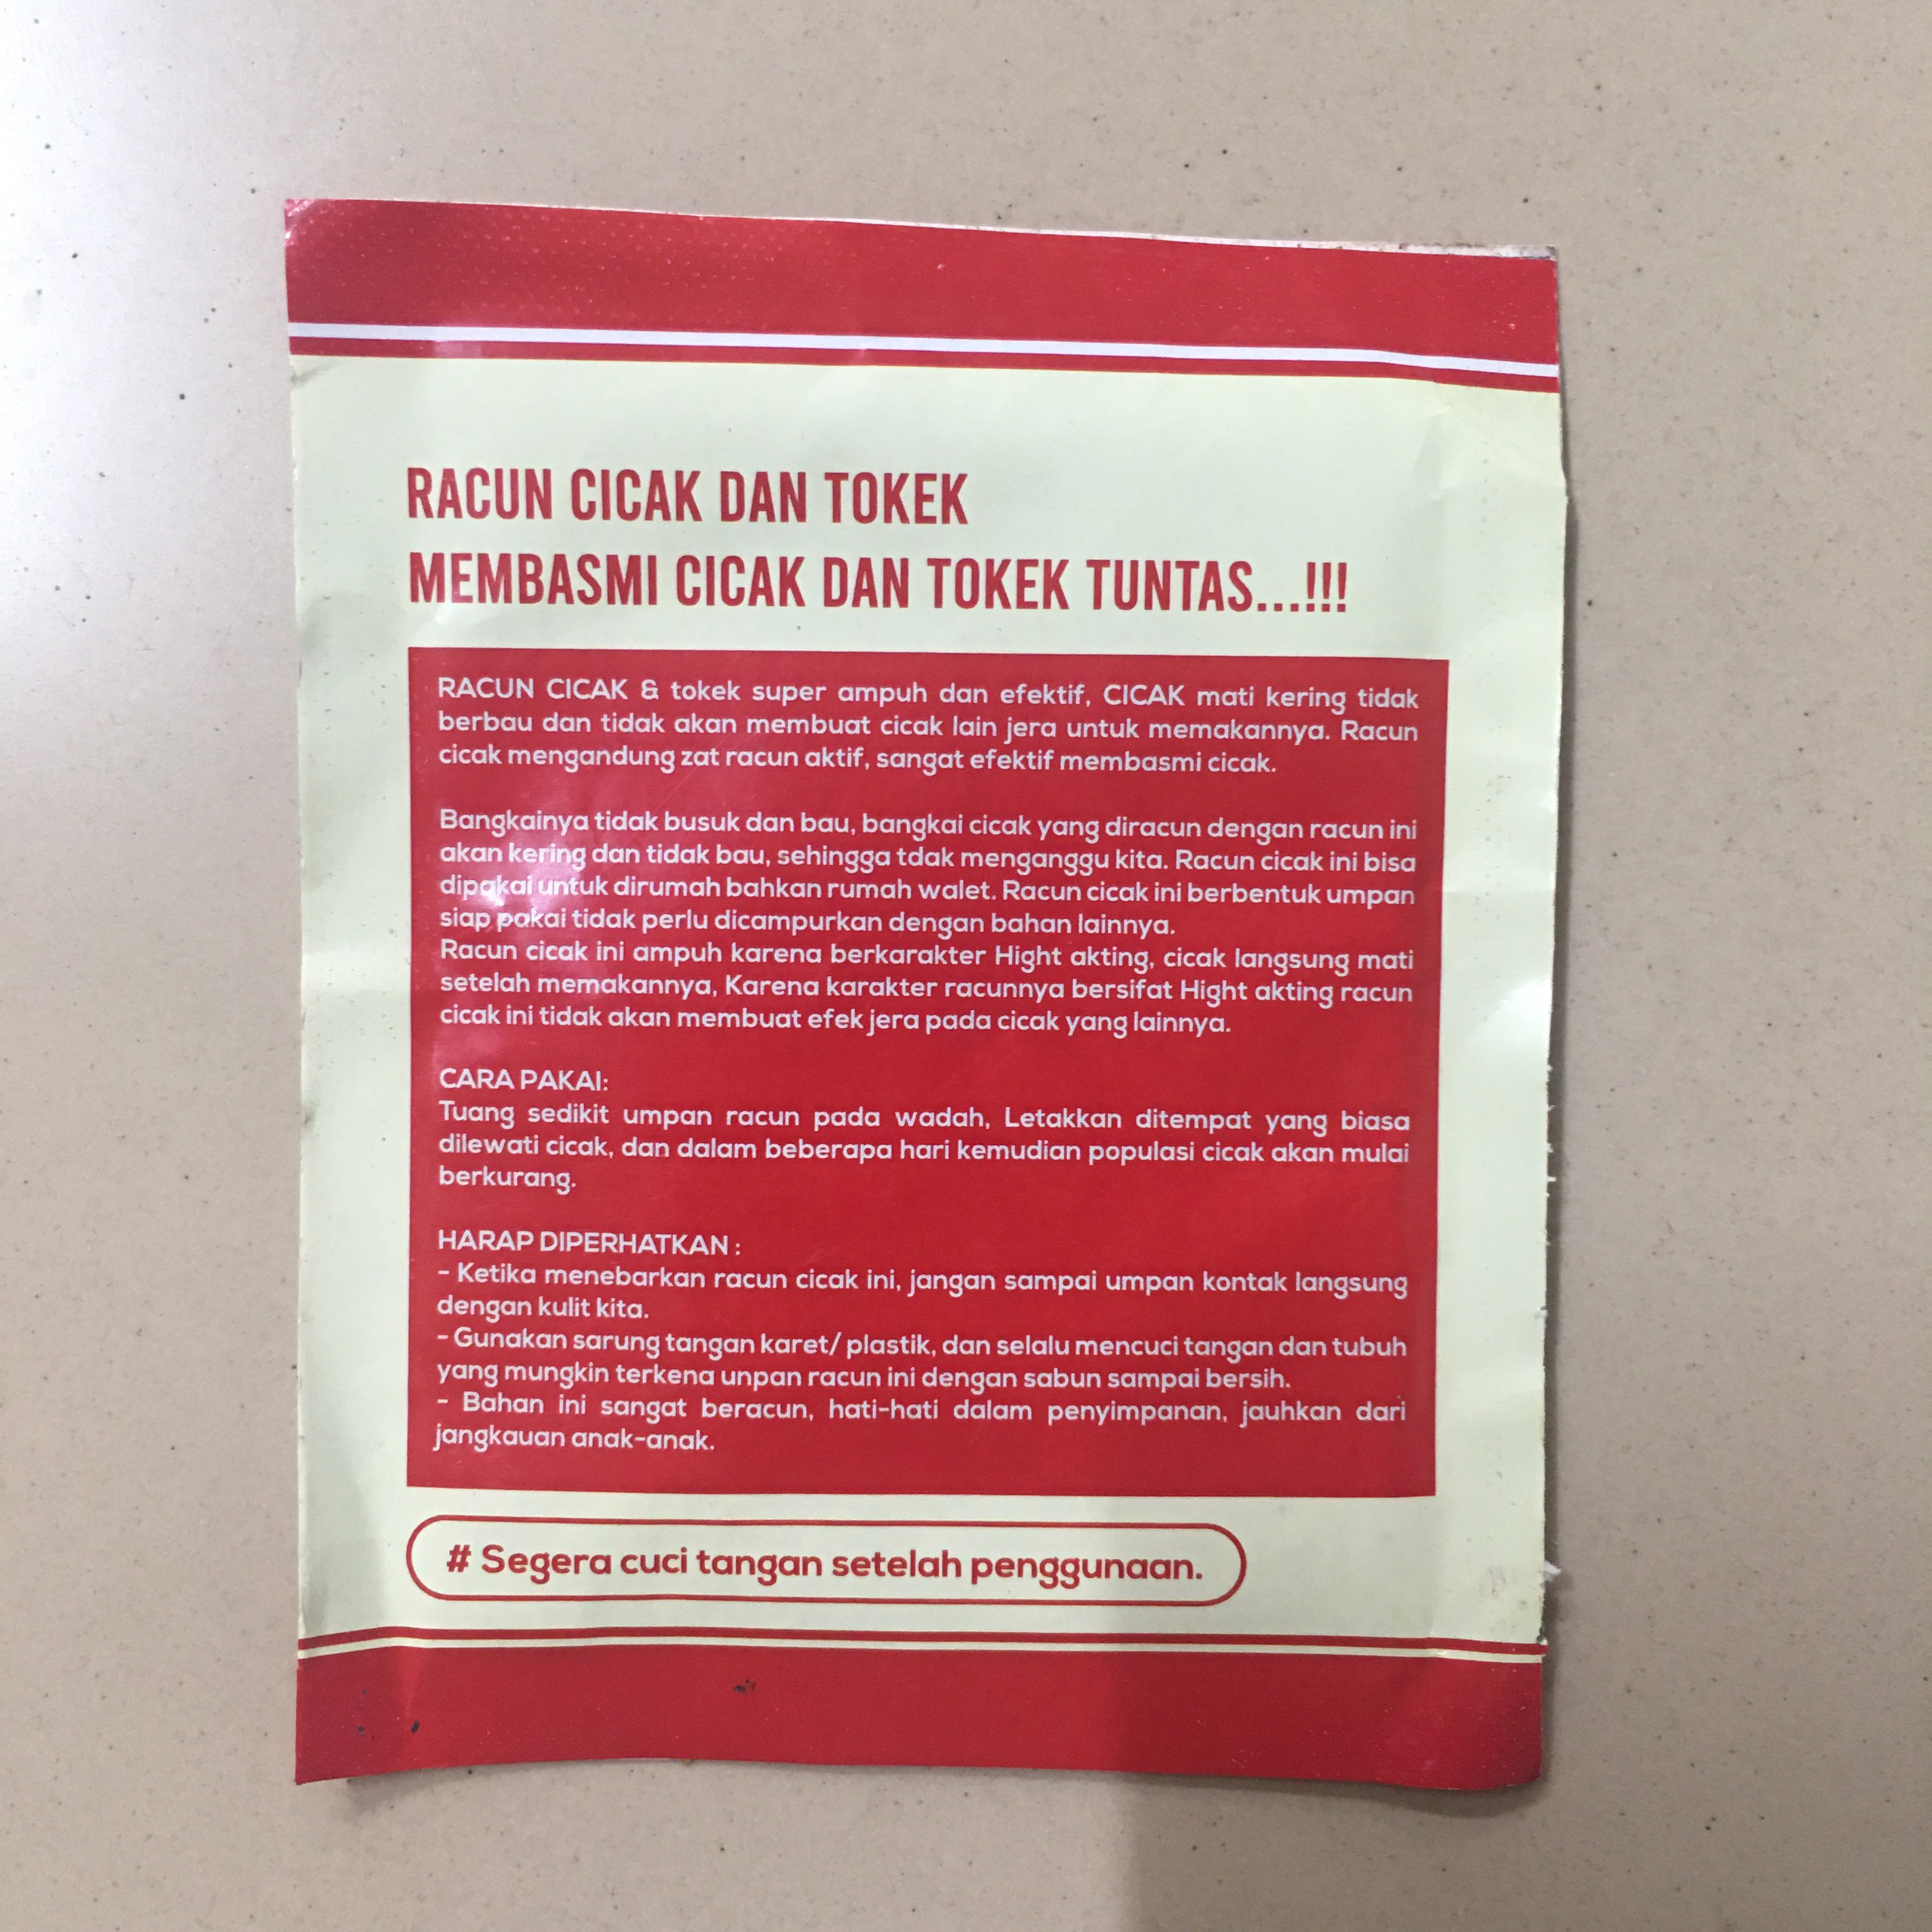 RACUN CICAK DAN TOKEK
MEMBASMI CICAK DAN TOKEK TUNTAS...!!!
RACUN CICAK & tokek super ampuh dan efektif, CICAK mati kering tidak
berbau dan tidak akan membuat cicak lain jera untuk memakannya. Racun
cicak mengandung zat racun aktif, sangat efektif membasmi cicak.
Bangkainya tidak busuk dan bau, bangkai cicak yang diracun dengan racun ini
akan kering dan tidak bau, sehingga tdak menganggu kita. Racun cicak ini bisa
dipakai untuk dirumah bahkan rumah walet. Racun cicak ini berbentuk umpan
siap pakai tidak perlu dicampurkan dengan bahan lainnya.
Racun cicak ini ampuh karena berkarakter Hight akting, cicak langsung mati
setelah memakannya, Karena karakter racunnya bersifat Hight akting racun
cicak ini tidak akan membuat efek jera pada cicak yang lainnya.
CARA PAKAI:
Tuang sedikit umpan racun pada wadah, Letakkan ditempat yang biasa
dilewati cicak, dan dalam beberapa hari kemudian populasi cicak akan mulai
berkurang.
HARAP DIPERHATKAN :
- Ketika menebarkan racun cicak ini, jangan sampai umpan kontak langsung
dengan kulit kita.
- Gunakan sarung tangan karet/ plastik, dan selalu mencuci tangan dan tubuh
yang mungkin terkena unpan racun ini dengan sabun sampai bersih.
- Bahan ini sangat beracun, hati-hati dalam penyimpanan, jauhkan dari
jangkauan anak-anak.
# Segera cuci tangan setelah penggunaan.